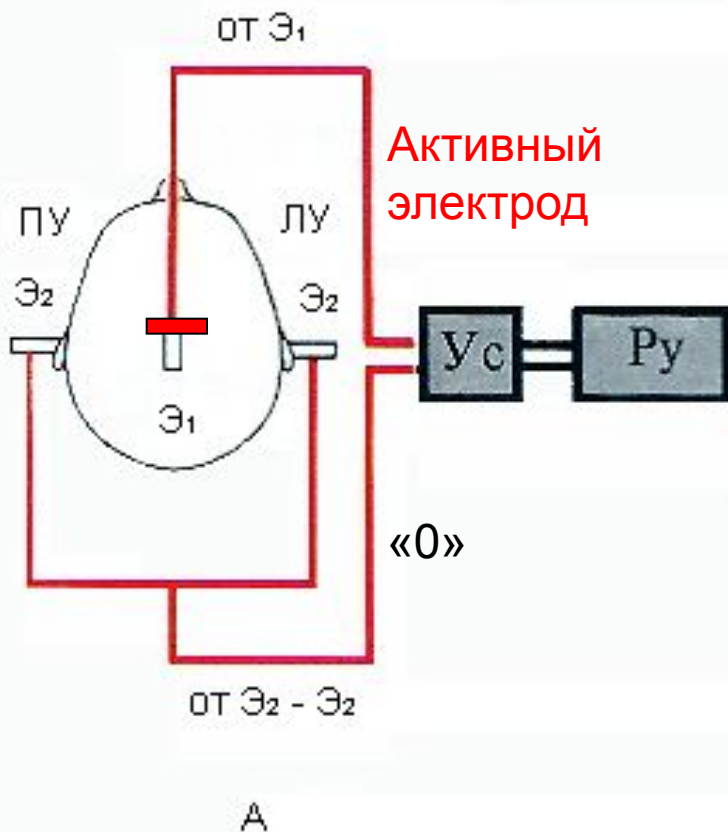 от Э₁
Активный
электрод
ПУ
ЛУ
Э₂
Э₂
Ус
Ру
Э₁
«0»
от Э₂ - Э₂
А